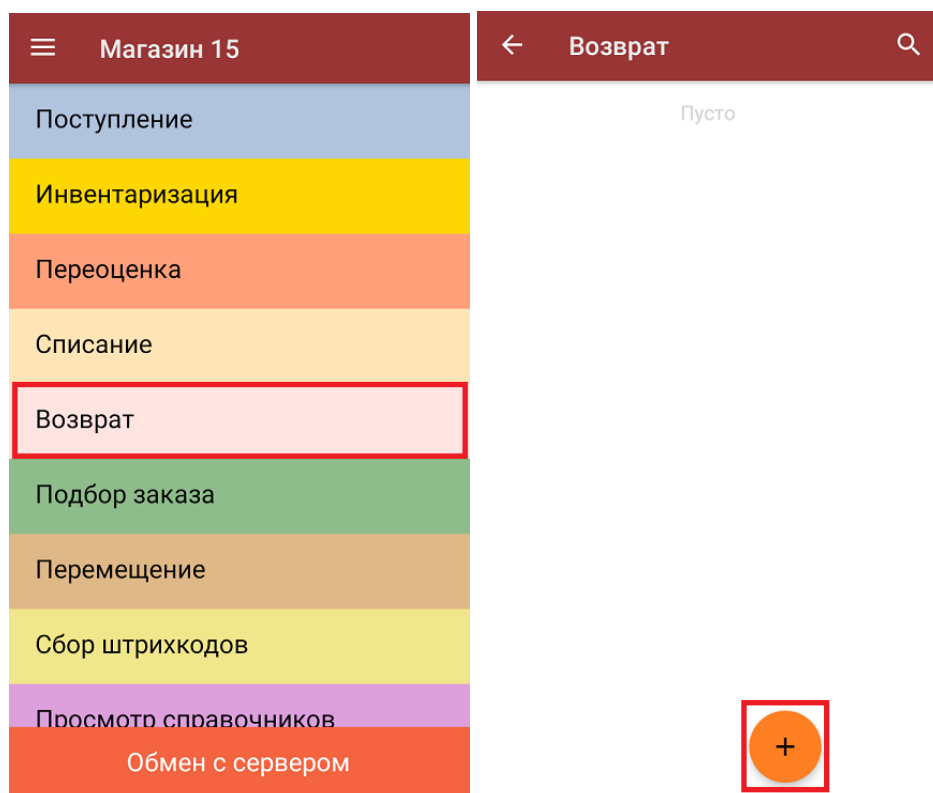 Магазин 15
Поступление
Инвентаризация
Переоценка
Списание
Возврат
Подбор заказа
Перемещение
Сбор штрихкодов
Просмотр справочников
Обмен с сервером
Возврат
Пусто
+